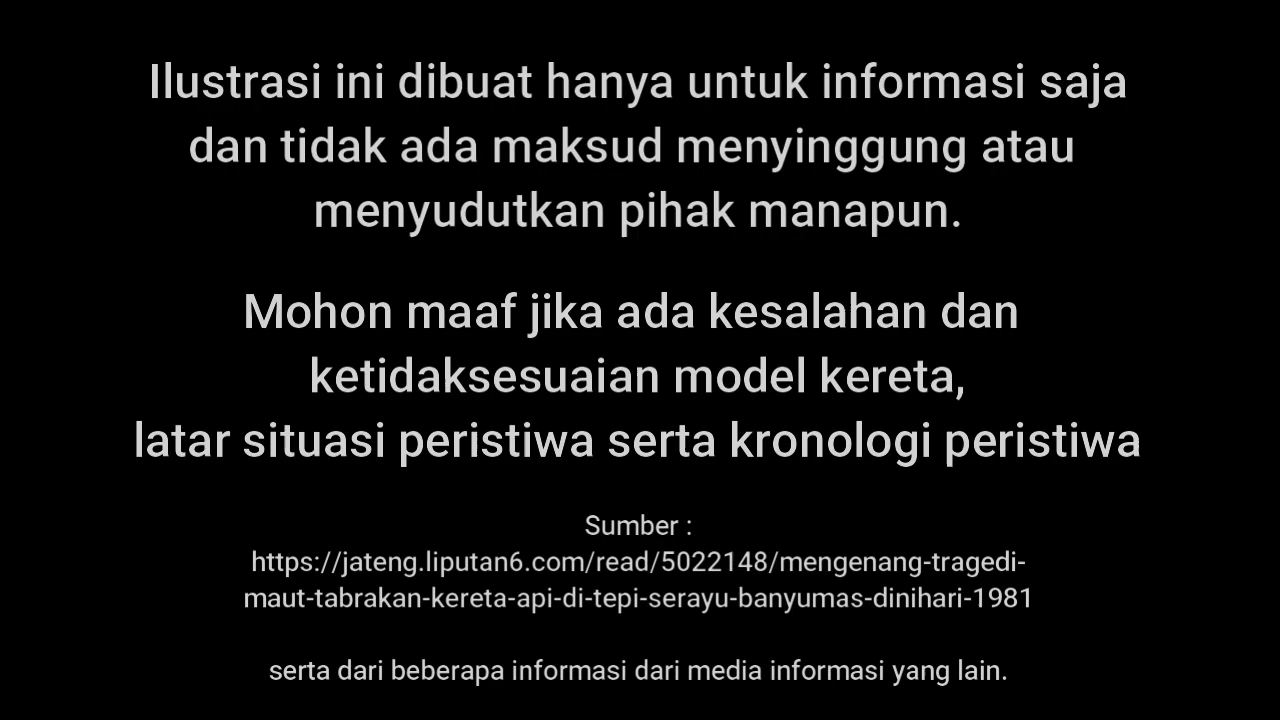 Ilustrasi ini dibuat hanya untuk informasi saja
dan tidak ada maksud menyinggung atau
menyudutkan pihak manapun.
Mohon maaf jika ada kesalahan dan
ketidaksesuaian model kereta,
latar situasi peristiwa serta kronologi peristiwa
Sumber :
https://jateng.liputan6.com/read/5022148/mengenang-tragedi-
maut-tabrakan-kereta-api-di-tepi-serayu-banyumas-dinihari-1981
serta dari beberapa informasi dari media informasi yang lain.